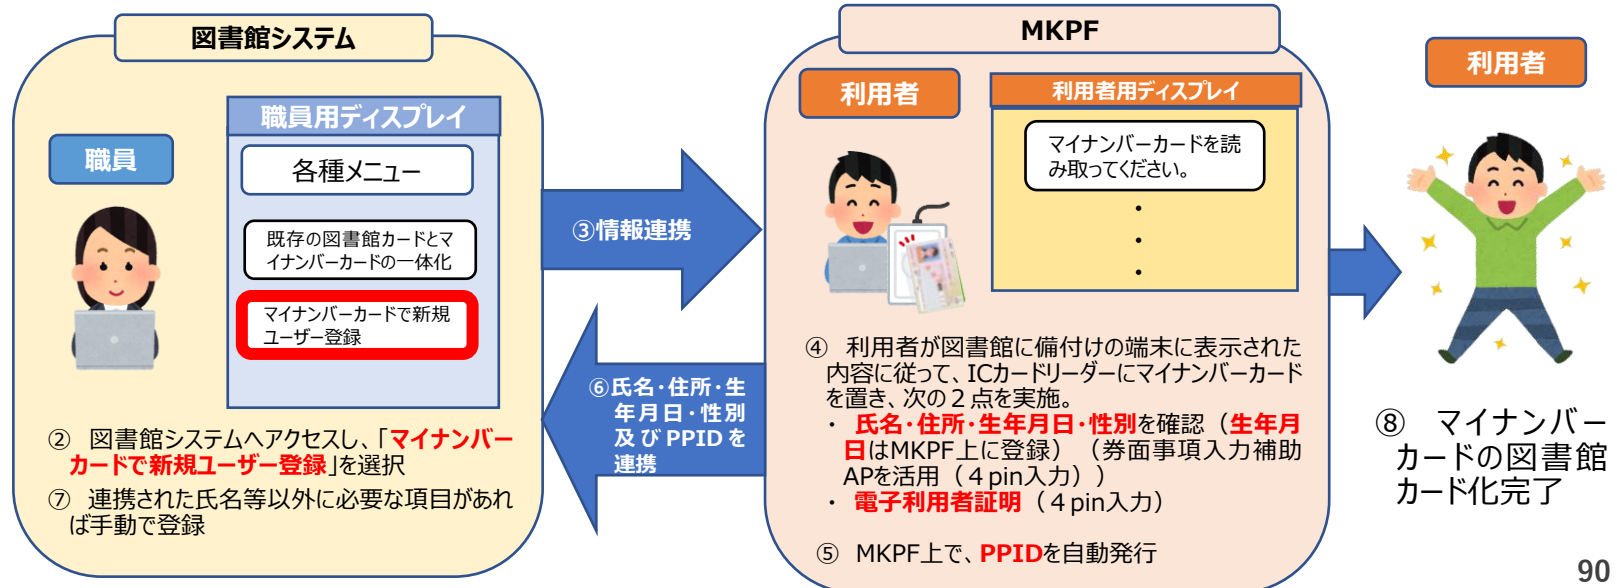 図書館システム
職員
職員用ディスプレイ
各種メニュー
既存の図書館カードとマ
イナンバーカードの一体化
マイナンバーカードで新規
ユーザー登録
② 図書館システムへアクセスし、「マイナンバー
カードで新規ユーザー登録」を選択
⑦ 連携された氏名等以外に必要な項目があれ
ば手動で登録
③情報連携
⑥氏名・住所・生
年月日・性別
及びPPIDを
連携
MKPF
利用者
利用者用ディスプレイ
マイナンバーカードを読
み取ってください。
・
・
・
④ 利用者が図書館に備付けの端末に表示された
内容に従って、ICカードリーダーにマイナンバーカード
を置き、次の2点を実施。
・ 氏名・住所・生年月日・性別を確認（生年月
日はMKPF上に登録）（券面事項入力補助
APを活用（4pin入力））
・ 電子利用者証明（4pin入力）
⑤ MKPF上で、PPIDを自動発行
利用者
⑧ マイナンバー
カードの図書館
カード化完了
90